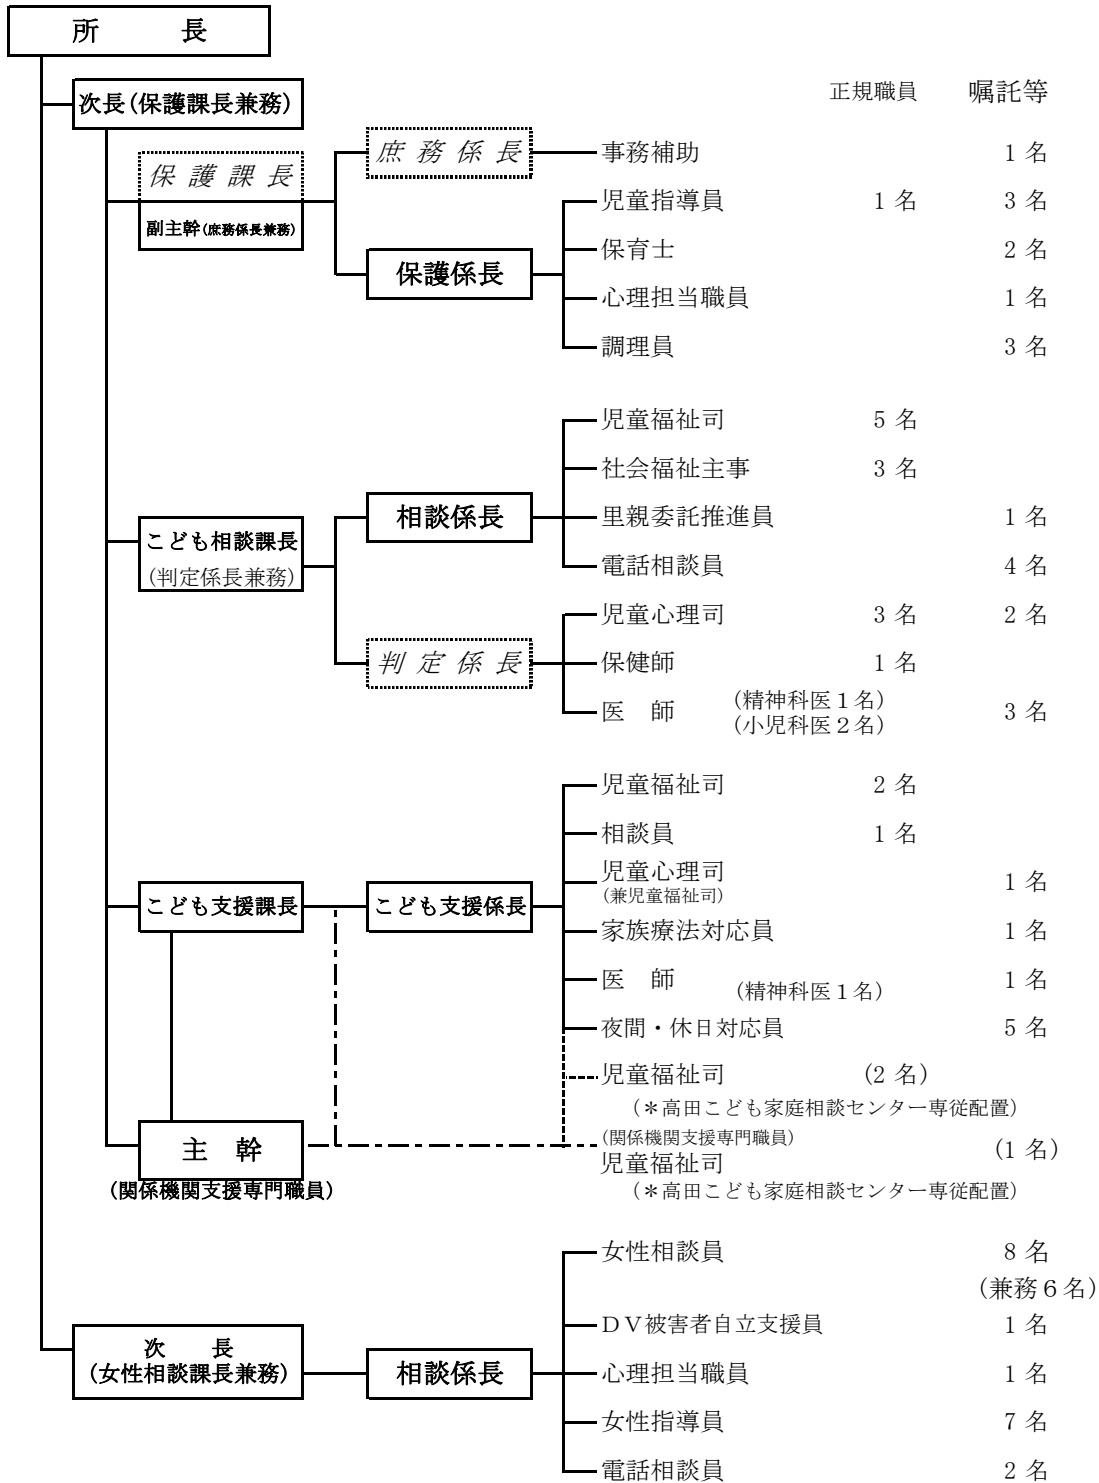 所　長
次長(保護課長兼務)
正規職員　嘱託等
保護課長
副主幹(庶務係長兼務)
庶務係長
事務補助　1 名
保護係長
児童指導員　1 名　3 名
保育士　2 名
心理担当職員　1 名
調理員　3 名
こども相談課長
(判定係長兼務)
相談係長
児童福祉司　5 名
社会福祉主事　3 名
里親委託推進員　1 名
電話相談員　4 名
判定係長
児童心理司　3 名　2 名
保健師　1 名
医　師　(精神科医１名)　3 名
(小児科医２名)
こども支援課長
こども支援係長
児童福祉司　2 名
相談員　1 名
児童心理司　1 名
(兼児童福祉司)
家族療法対応員　1 名
医　師　(精神科医１名)　1 名
夜間・休日対応員　5 名
児童福祉司　(2 名)
(＊高田こども家庭相談センター専従配置)
主　幹
(関係機関支援専門職員)
(関係機関支援専門職員)
児童福祉司　(1 名)
(＊高田こども家庭相談センター専従配置)
次　長
(女性相談課長兼務)
相談係長
女性相談員　8 名
(兼務６名)
ＤＶ被害者自立支援員　1 名
心理担当職員　1 名
女性指導員　7 名
電話相談員　2 名